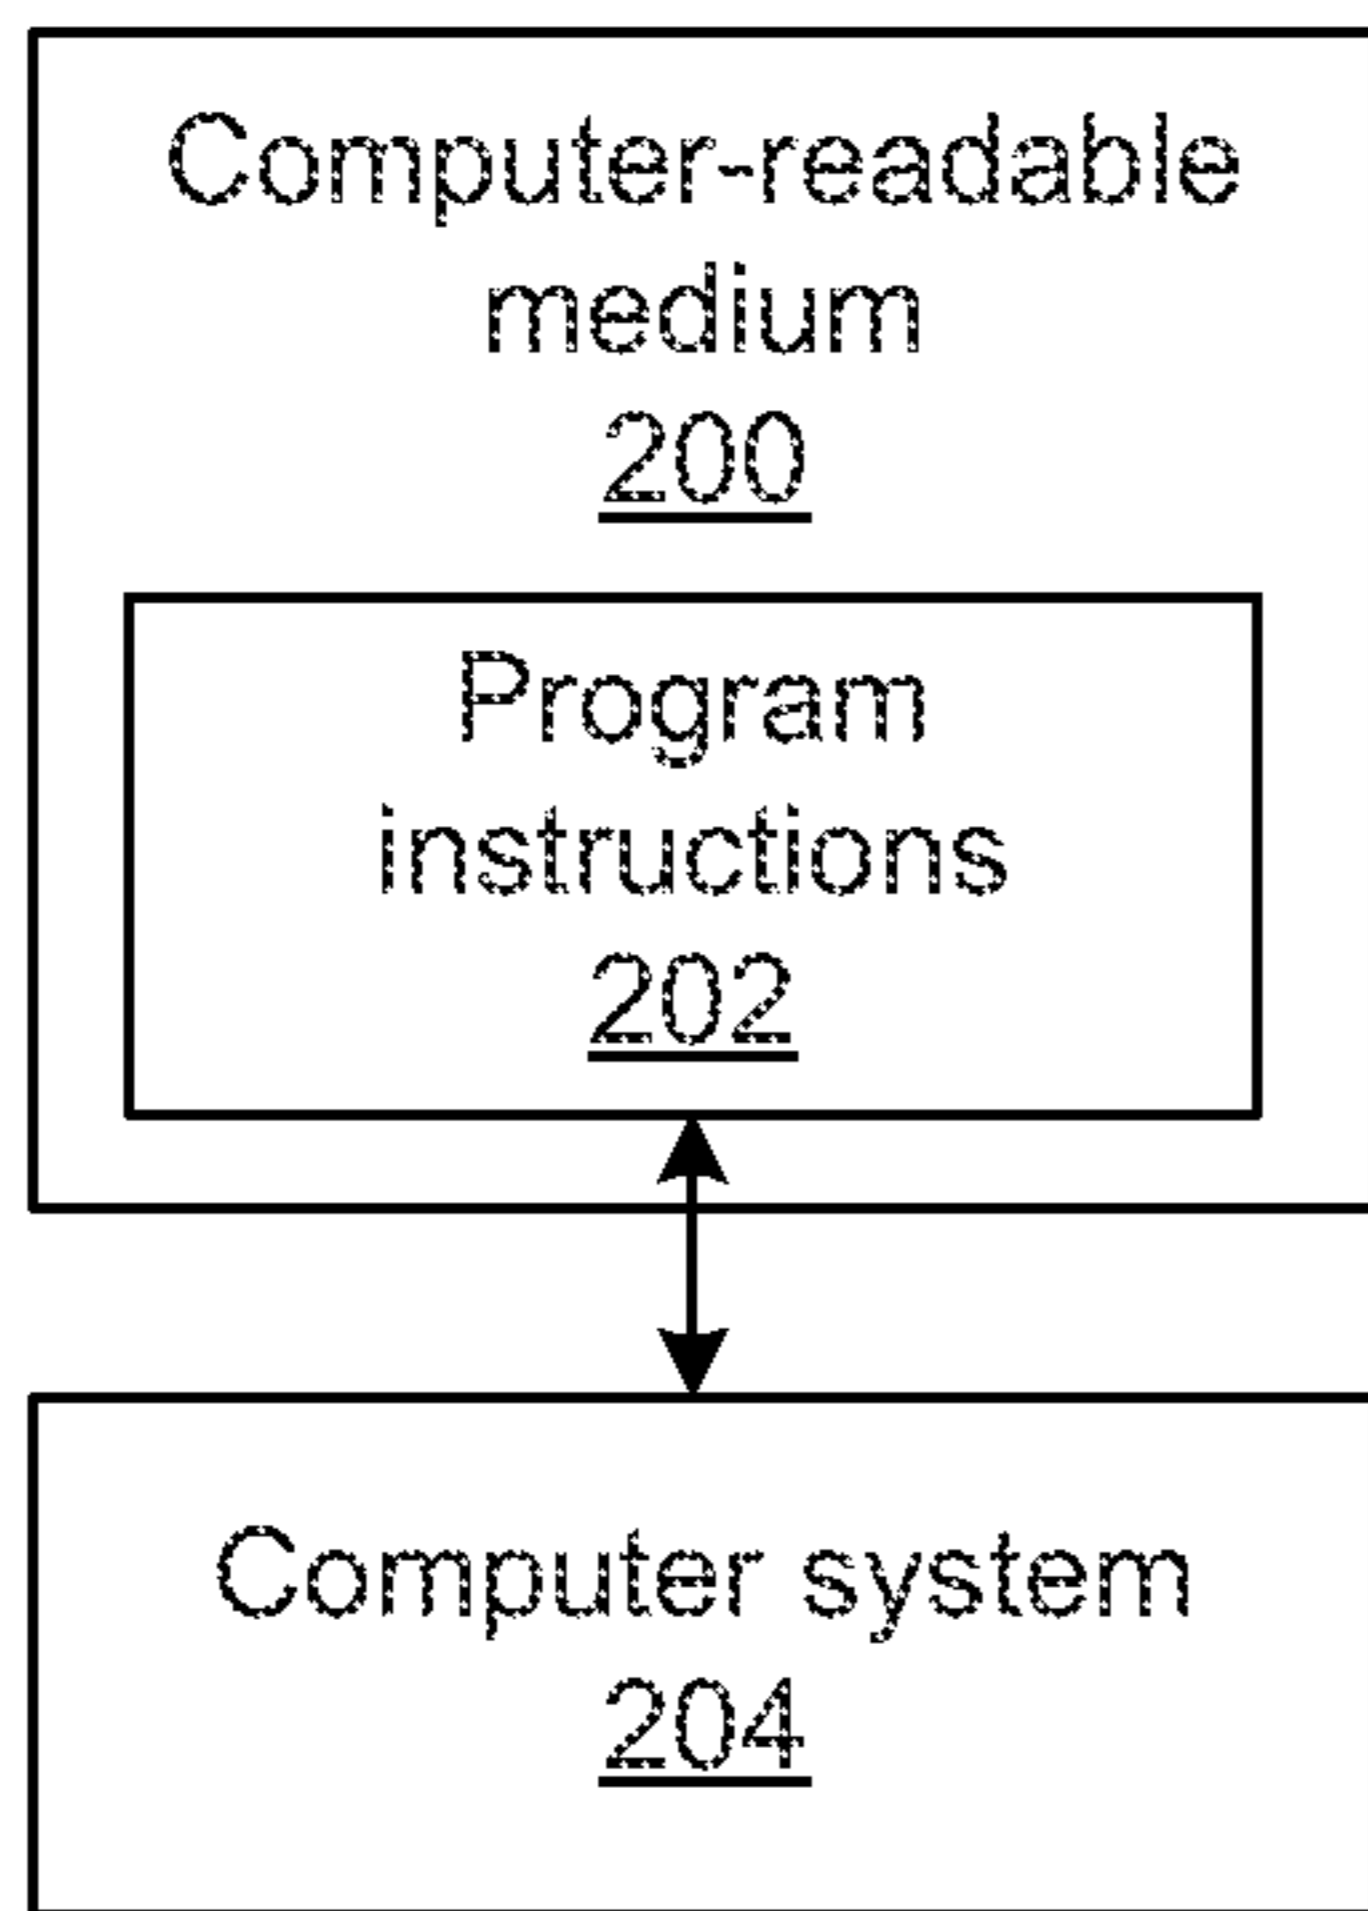 Computer-readable
medium
200
Program
instructions
202
Computer system
204